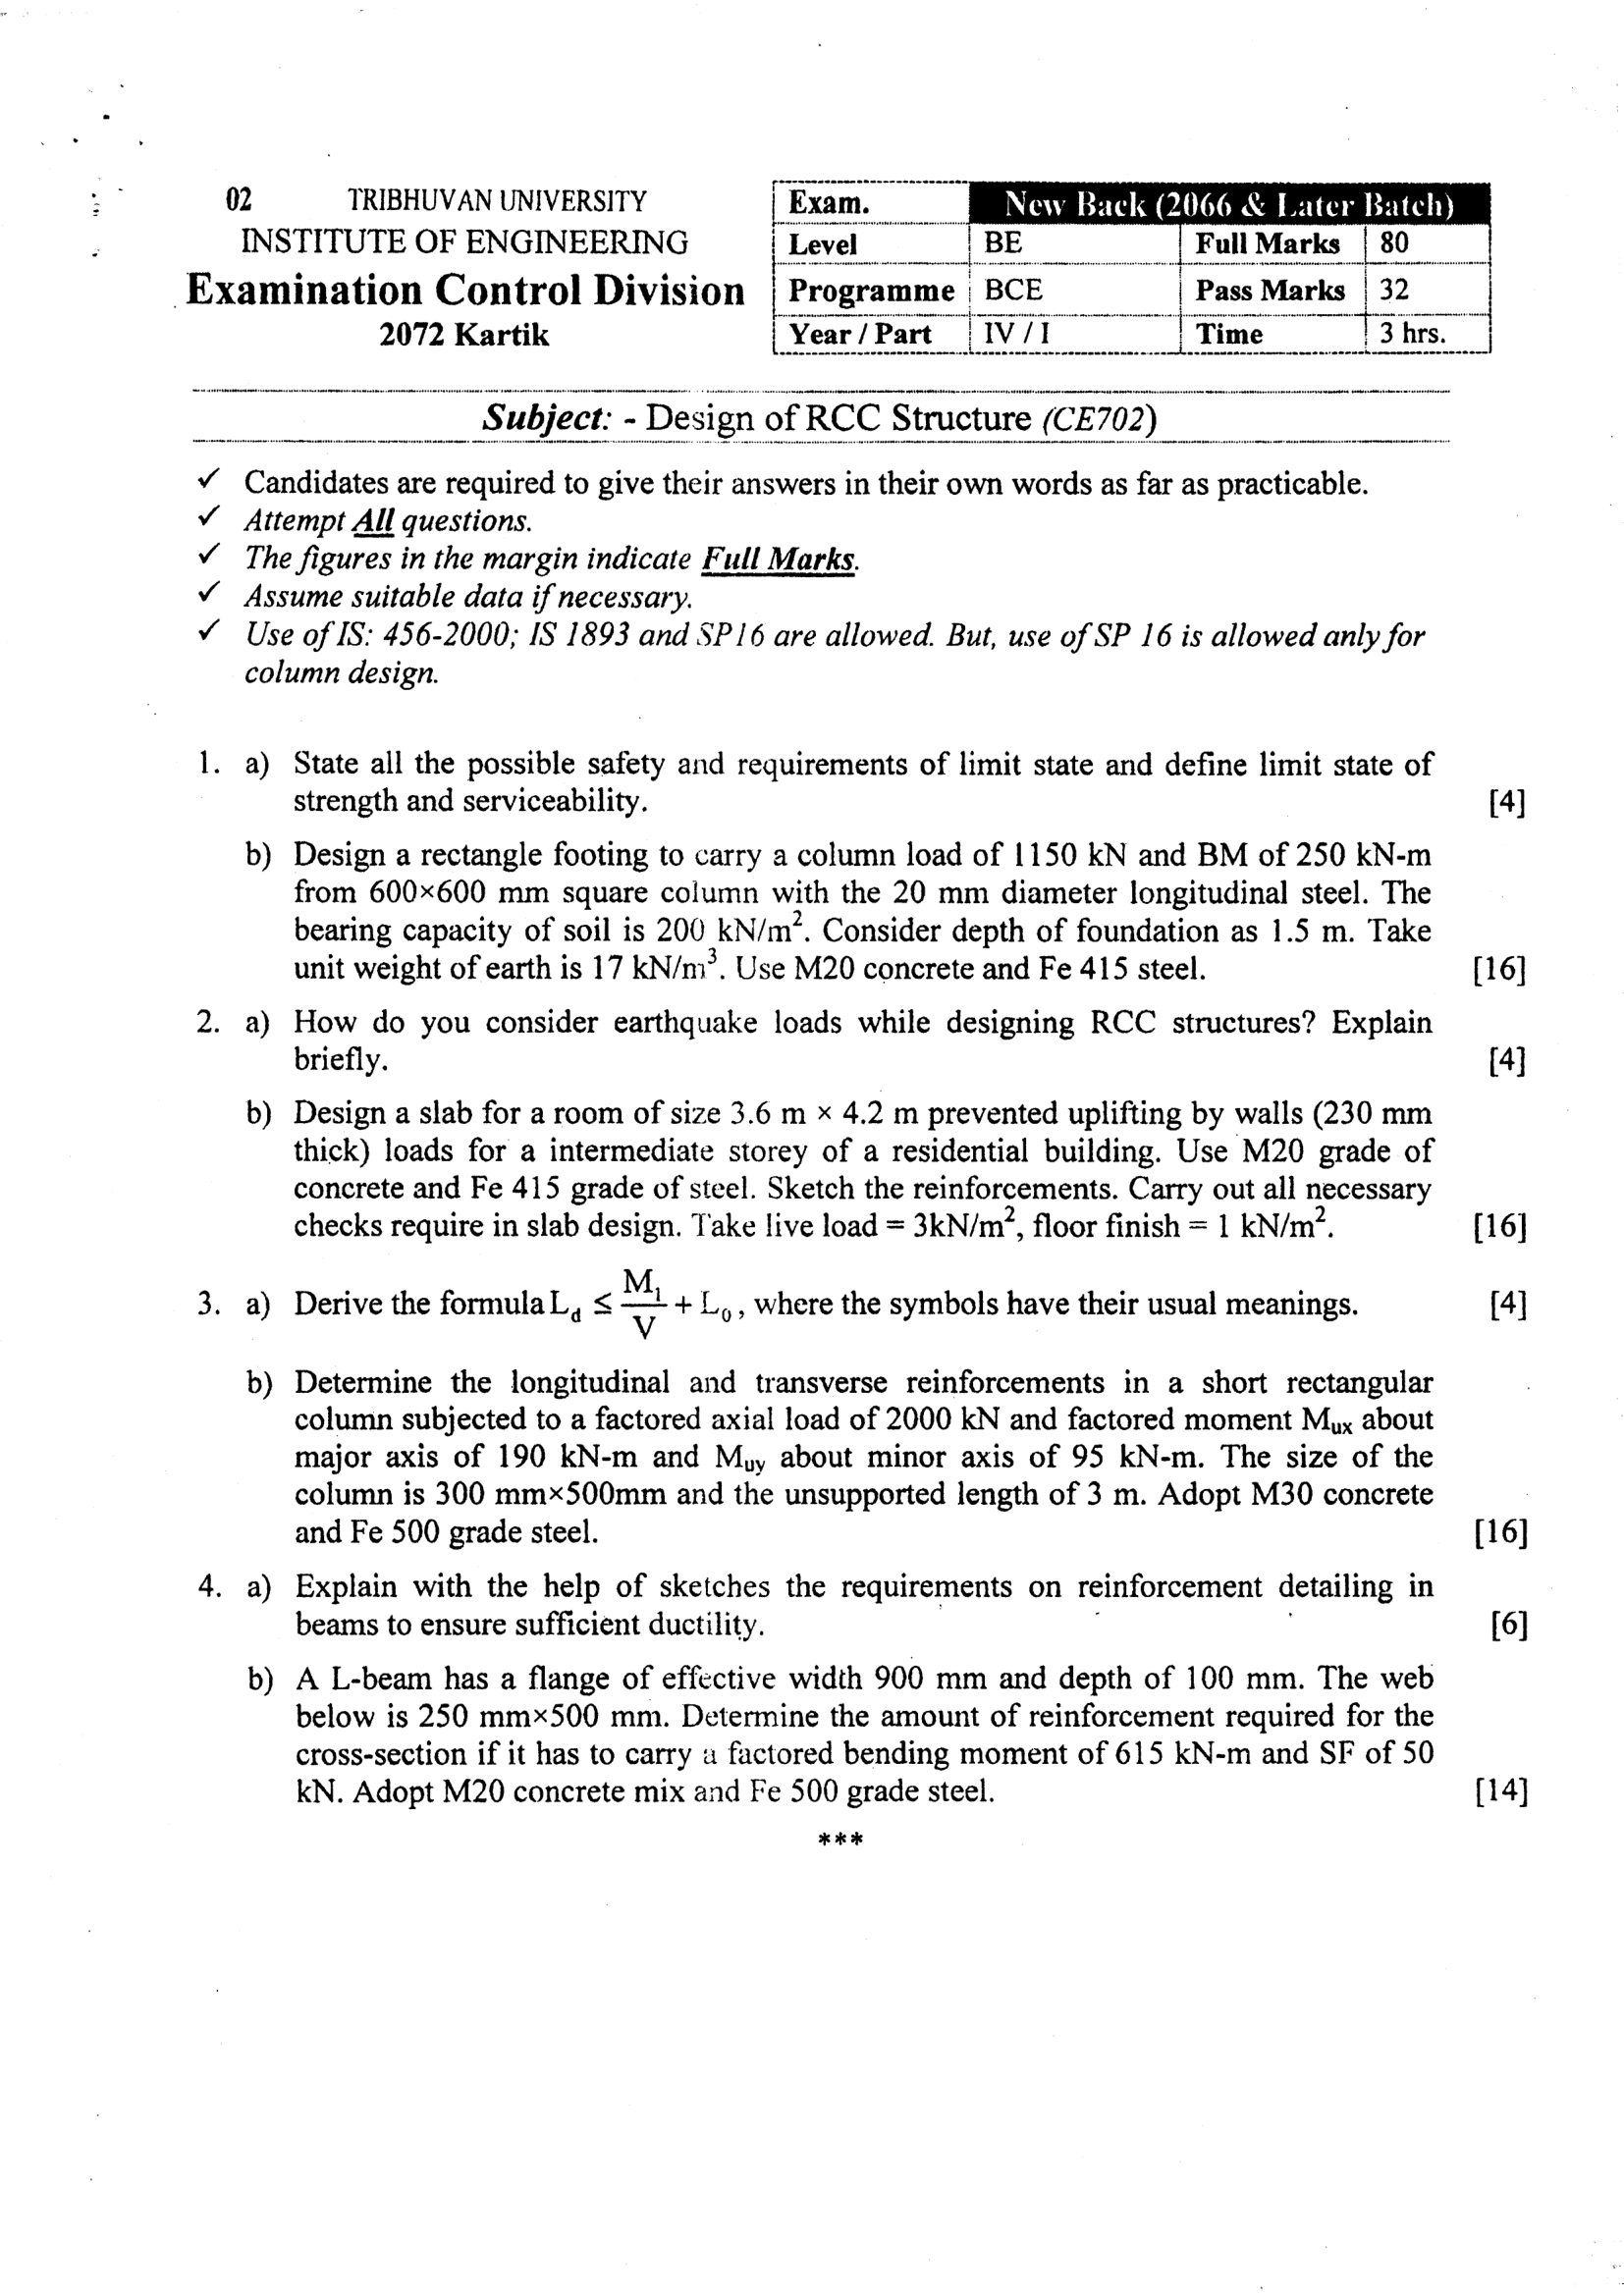 02 TRIBHUVAN UNIVERSITY
INSTITUTE OF ENGINEERING
Examination Control Division
2072 Kartik
Exam. New Back (2066 & Later Batch)
Level BE Full Marks 80
Programme BCE Pass Marks 32
Year / Part IV / I Time 3 hrs.
Subject: - Design of RCC Structure (CE702)
✓ Candidates are required to give their answers in their own words as far as practicable.
✓ Attempt All questions.
✓ The figures in the margin indicate Full Marks.
✓ Assume suitable data if necessary.
✓ Use of IS: 456-2000; IS 1893 and SP16 are allowed. But, use of SP 16 is allowed anly for
column design.
1. a) State all the possible safety and requirements of limit state and define limit state of
strength and serviceability. [4]
b) Design a rectangle footing to carry a column load of 1150 kN and BM of 250 kN-m
from 600×600 mm square column with the 20 mm diameter longitudinal steel. The
bearing capacity of soil is 200 kN/m². Consider depth of foundation as 1.5 m. Take
unit weight of earth is 17 kN/m³. Use M20 concrete and Fe 415 steel. [16]
2. a) How do you consider earthquake loads while designing RCC structures? Explain
briefly. [4]
b) Design a slab for a room of size 3.6 m × 4.2 m prevented uplifting by walls (230 mm
thick) loads for a intermediate storey of a residential building. Use M20 grade of
concrete and Fe 415 grade of steel. Sketch the reinforcements. Carry out all necessary
checks require in slab design. Take live load = 3kN/m², floor finish = 1 kN/m². [16]
3. a) Derive the formula L_d ≤ M₁/V + L₀, where the symbols have their usual meanings. [4]
b) Determine the longitudinal and transverse reinforcements in a short rectangular
column subjected to a factored axial load of 2000 kN and factored moment Mux about
major axis of 190 kN-m and Muy about minor axis of 95 kN-m. The size of the
column is 300 mm×500mm and the unsupported length of 3 m. Adopt M30 concrete
and Fe 500 grade steel. [16]
4. a) Explain with the help of sketches the requirements on reinforcement detailing in
beams to ensure sufficient ductility. [6]
b) A L-beam has a flange of effective width 900 mm and depth of 100 mm. The web
below is 250 mm×500 mm. Determine the amount of reinforcement required for the
cross-section if it has to carry a factored bending moment of 615 kN-m and SF of 50
kN. Adopt M20 concrete mix and Fe 500 grade steel. [14]
***